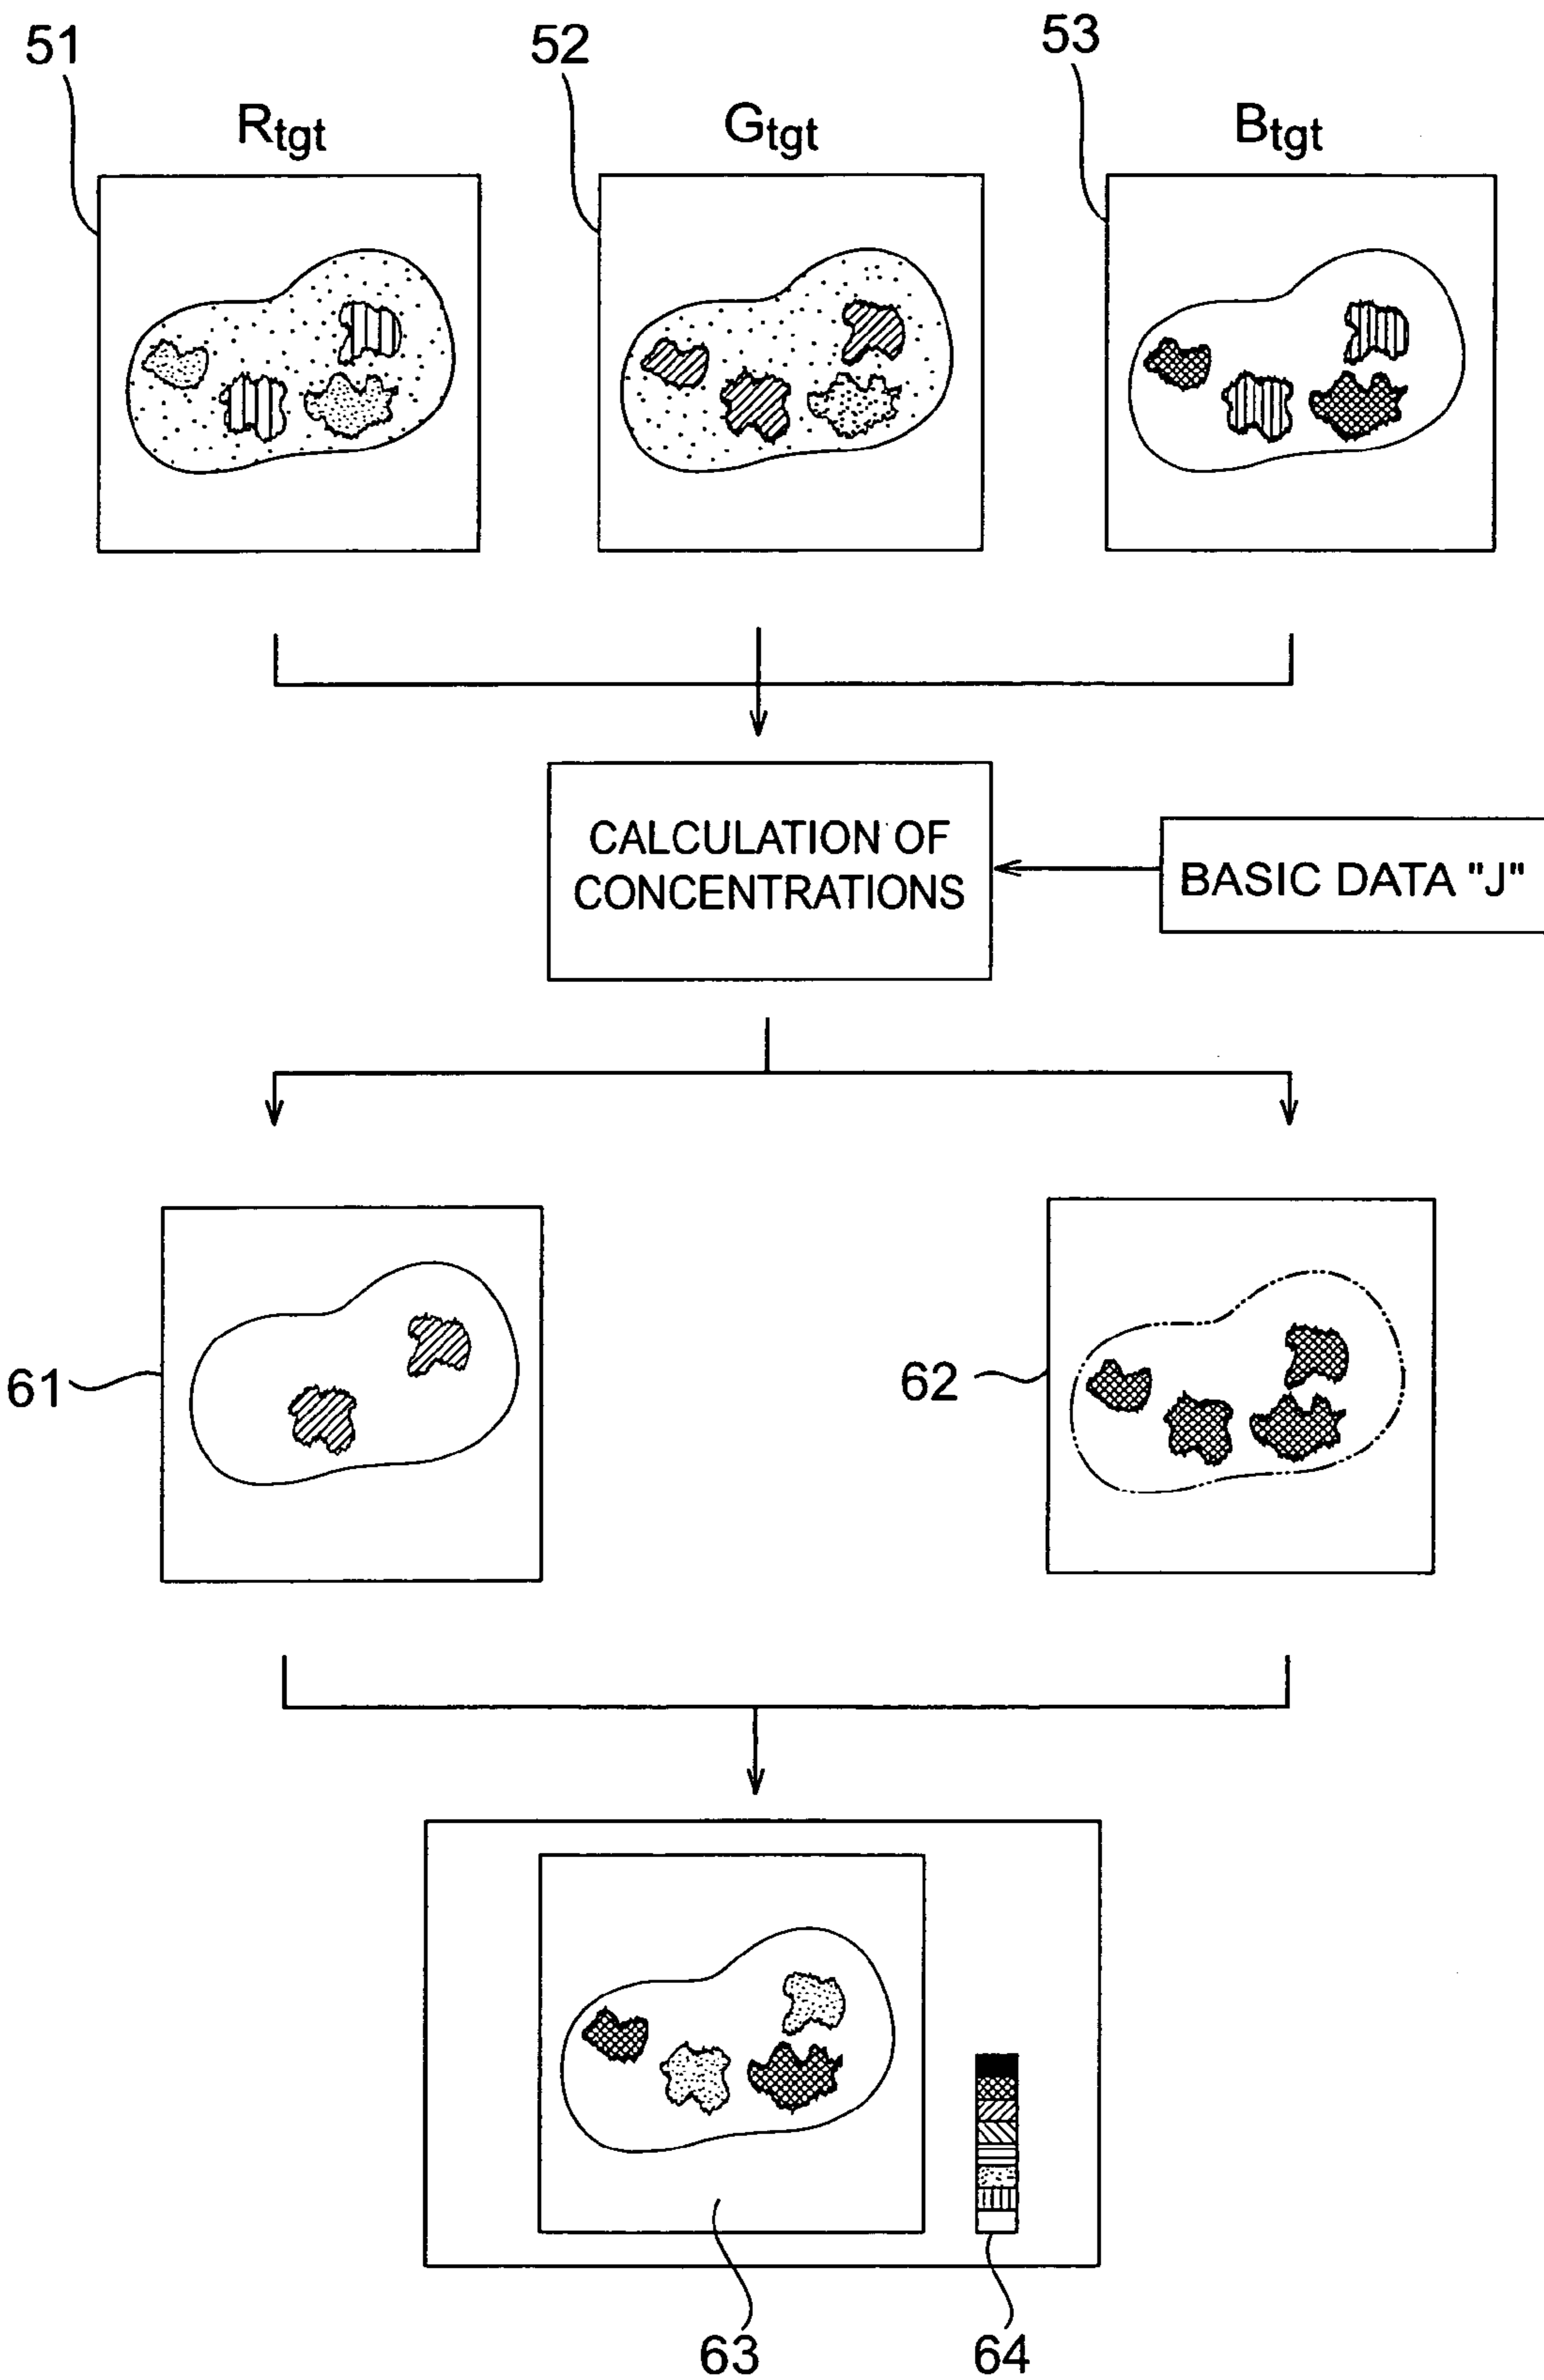 51
52
53
Rtgt
Gtgt
Btgt
CALCULATION OF
CONCENTRATIONS
BASIC DATA "J"
61
62
63
64